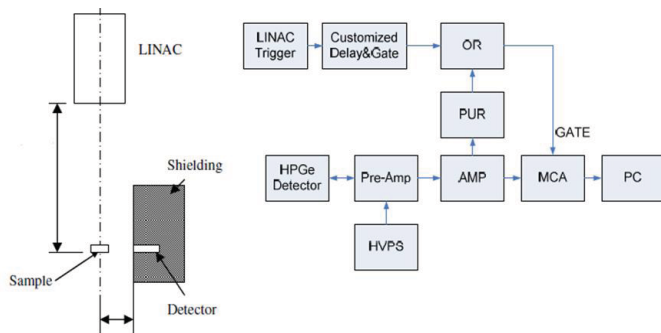 LINAC
Shielding
Sample
Detector
LINAC
Trigger
Customized
Delay&Gate
OR
PUR
GATE
HPGe
Detector
Pre-Amp
AMP
MCA
PC
HVPS